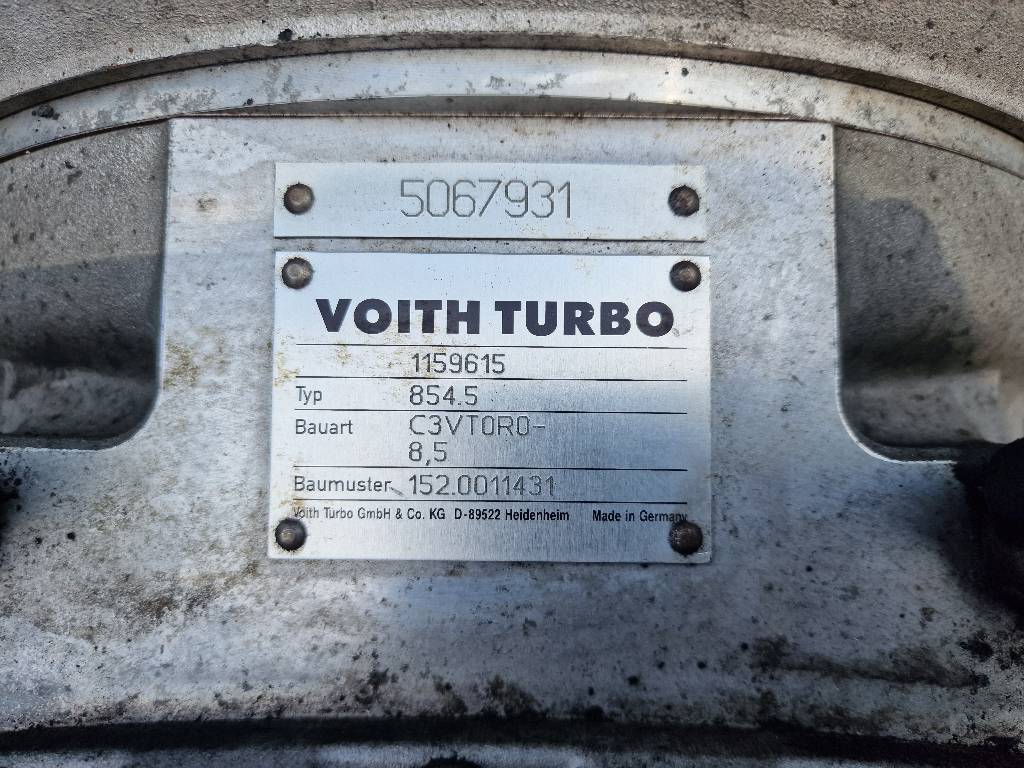 5067931
VOITH TURBO
1159615
Typ 854.5
Bauart C3VTORO-
8,5
Baumuster 152.0011431
Voith Turbo GmbH & Co. KG D-89522 Heidenheim Made in Germany